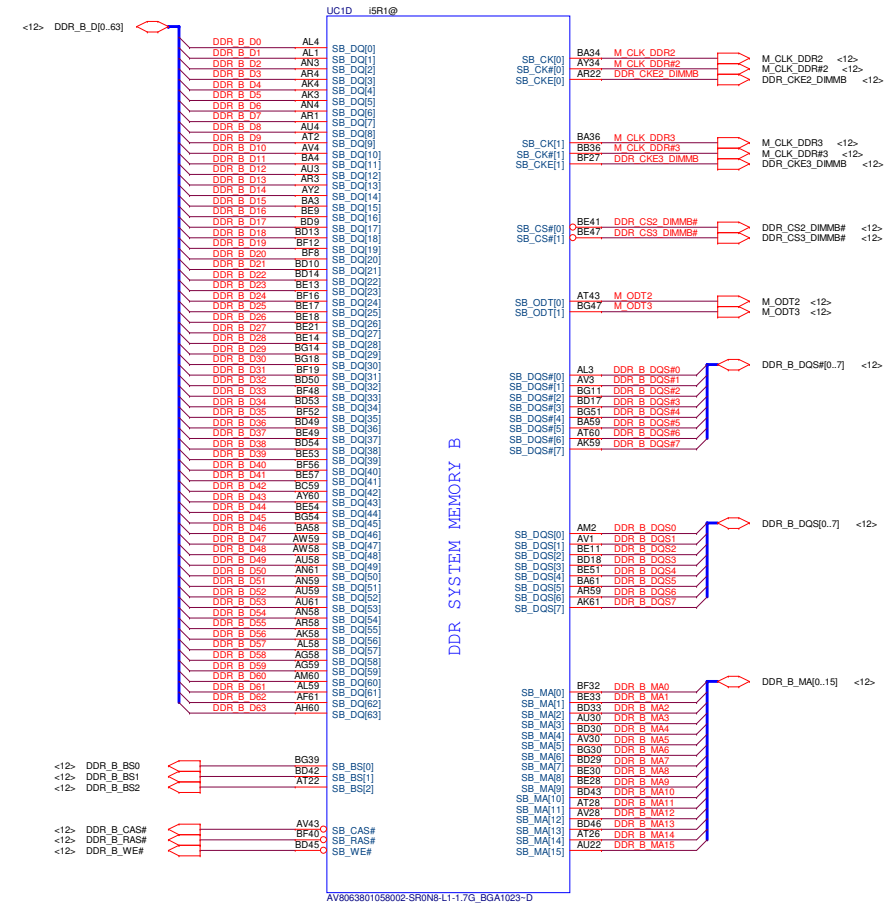 UC1D i5R1@
<12> DDR_B_D[0..63]
DDR_B_D0 AL4 SB_DQ[0]
DDR_B_D1 AL1 SB_DQ[1]
DDR_B_D2 AN3 SB_DQ[2]
DDR_B_D3 AR4 SB_DQ[3]
DDR_B_D4 AK4 SB_DQ[4]
DDR_B_D5 AK3 SB_DQ[5]
DDR_B_D6 AN4 SB_DQ[6]
DDR_B_D7 AR1 SB_DQ[7]
DDR_B_D8 AU4 SB_DQ[8]
DDR_B_D9 AT2 SB_DQ[9]
DDR_B_D10 AV4 SB_DQ[10]
DDR_B_D11 BA4 SB_DQ[11]
DDR_B_D12 AU3 SB_DQ[12]
DDR_B_D13 AR3 SB_DQ[13]
DDR_B_D14 AY2 SB_DQ[14]
DDR_B_D15 BA3 SB_DQ[15]
DDR_B_D16 BE9 SB_DQ[16]
DDR_B_D17 BD9 SB_DQ[17]
DDR_B_D18 BD13 SB_DQ[18]
DDR_B_D19 BF12 SB_DQ[19]
DDR_B_D20 BF8 SB_DQ[20]
DDR_B_D21 BD10 SB_DQ[21]
DDR_B_D22 BD14 SB_DQ[22]
DDR_B_D23 BE13 SB_DQ[23]
DDR_B_D24 BF16 SB_DQ[24]
DDR_B_D25 BE17 SB_DQ[25]
DDR_B_D26 BE18 SB_DQ[26]
DDR_B_D27 BE21 SB_DQ[27]
DDR_B_D28 BE14 SB_DQ[28]
DDR_B_D29 BG14 SB_DQ[29]
DDR_B_D30 BG18 SB_DQ[30]
DDR_B_D31 BF19 SB_DQ[31]
DDR_B_D32 BD50 SB_DQ[32]
DDR_B_D33 BF48 SB_DQ[33]
DDR_B_D34 BD53 SB_DQ[34]
DDR_B_D35 BF52 SB_DQ[35]
DDR_B_D36 BD49 SB_DQ[36]
DDR_B_D37 BE49 SB_DQ[37]
DDR_B_D38 BD54 SB_DQ[38]
DDR_B_D39 BE53 SB_DQ[39]
DDR_B_D40 BF56 SB_DQ[40]
DDR_B_D41 BE57 SB_DQ[41]
DDR_B_D42 BC59 SB_DQ[42]
DDR_B_D43 AY60 SB_DQ[43]
DDR_B_D44 BE54 SB_DQ[44]
DDR_B_D45 BG54 SB_DQ[45]
DDR_B_D46 BA58 SB_DQ[46]
DDR_B_D47 AW59 SB_DQ[47]
DDR_B_D48 AW58 SB_DQ[48]
DDR_B_D49 AU58 SB_DQ[49]
DDR_B_D50 AN61 SB_DQ[50]
DDR_B_D51 AN59 SB_DQ[51]
DDR_B_D52 AU59 SB_DQ[52]
DDR_B_D53 AU61 SB_DQ[53]
DDR_B_D54 AN58 SB_DQ[54]
DDR_B_D55 AR58 SB_DQ[55]
DDR_B_D56 AK58 SB_DQ[56]
DDR_B_D57 AL58 SB_DQ[57]
DDR_B_D58 AG58 SB_DQ[58]
DDR_B_D59 AG59 SB_DQ[59]
DDR_B_D60 AM60 SB_DQ[60]
DDR_B_D61 AL59 SB_DQ[61]
DDR_B_D62 AF61 SB_DQ[62]
DDR_B_D63 AH60 SB_DQ[63]
<12> DDR_B_BS0 BG39 SB_BS[0]
<12> DDR_B_BS1 BD42 SB_BS[1]
<12> DDR_B_BS2 AT22 SB_BS[2]
<12> DDR_B_CAS# AV43 SB_CAS#
<12> DDR_B_RAS# BF40 SB_RAS#
<12> DDR_B_WE# BD45 SB_WE#
DDR SYSTEM MEMORY B
SB_CK[0] BA34 M_CLK_DDR2 M_CLK_DDR2 <12>
SB_CK#[0] AY34 M_CLK_DDR#2 M_CLK_DDR#2 <12>
SB_CKE[0] AR22 DDR_CKE2_DIMMB DDR_CKE2_DIMMB <12>
SB_CK[1] BA36 M_CLK_DDR3 M_CLK_DDR3 <12>
SB_CK#[1] BB36 M_CLK_DDR#3 M_CLK_DDR#3 <12>
SB_CKE[1] BF27 DDR_CKE3_DIMMB DDR_CKE3_DIMMB <12>
SB_CS#[0] BE41 DDR_CS2_DIMMB# DDR_CS2_DIMMB# <12>
SB_CS#[1] BE47 DDR_CS3_DIMMB# DDR_CS3_DIMMB# <12>
SB_ODT[0] AT43 M_ODT2 M_ODT2 <12>
SB_ODT[1] BG47 M_ODT3 M_ODT3 <12>
DDR_B_DQS#[0..7] <12>
SB_DQS#[0] AL3 DDR_B_DQS#0
SB_DQS#[1] AV3 DDR_B_DQS#1
SB_DQS#[2] BG11 DDR_B_DQS#2
SB_DQS#[3] BD17 DDR_B_DQS#3
SB_DQS#[4] BG51 DDR_B_DQS#4
SB_DQS#[5] BA59 DDR_B_DQS#5
SB_DQS#[6] AT60 DDR_B_DQS#6
SB_DQS#[7] AK59 DDR_B_DQS#7
DDR_B_DQS[0..7] <12>
SB_DQS[0] AM2 DDR_B_DQS0
SB_DQS[1] AV1 DDR_B_DQS1
SB_DQS[2] BE11 DDR_B_DQS2
SB_DQS[3] BD18 DDR_B_DQS3
SB_DQS[4] BE51 DDR_B_DQS4
SB_DQS[5] BA61 DDR_B_DQS5
SB_DQS[6] AR59 DDR_B_DQS6
SB_DQS[7] AK61 DDR_B_DQS7
DDR_B_MA[0..15] <12>
SB_MA[0] BF32 DDR_B_MA0
SB_MA[1] BE33 DDR_B_MA1
SB_MA[2] BD33 DDR_B_MA2
SB_MA[3] AU30 DDR_B_MA3
SB_MA[4] BD30 DDR_B_MA4
SB_MA[5] AV30 DDR_B_MA5
SB_MA[6] BG30 DDR_B_MA6
SB_MA[7] BD29 DDR_B_MA7
SB_MA[8] BE30 DDR_B_MA8
SB_MA[9] BE28 DDR_B_MA9
SB_MA[10] BD43 DDR_B_MA10
SB_MA[11] AT28 DDR_B_MA11
SB_MA[12] AV28 DDR_B_MA12
SB_MA[13] BD46 DDR_B_MA13
SB_MA[14] AT26 DDR_B_MA14
SB_MA[15] AU22 DDR_B_MA15
AV8063801058002-SR0N8-L1-1.7G_BGA1023~D